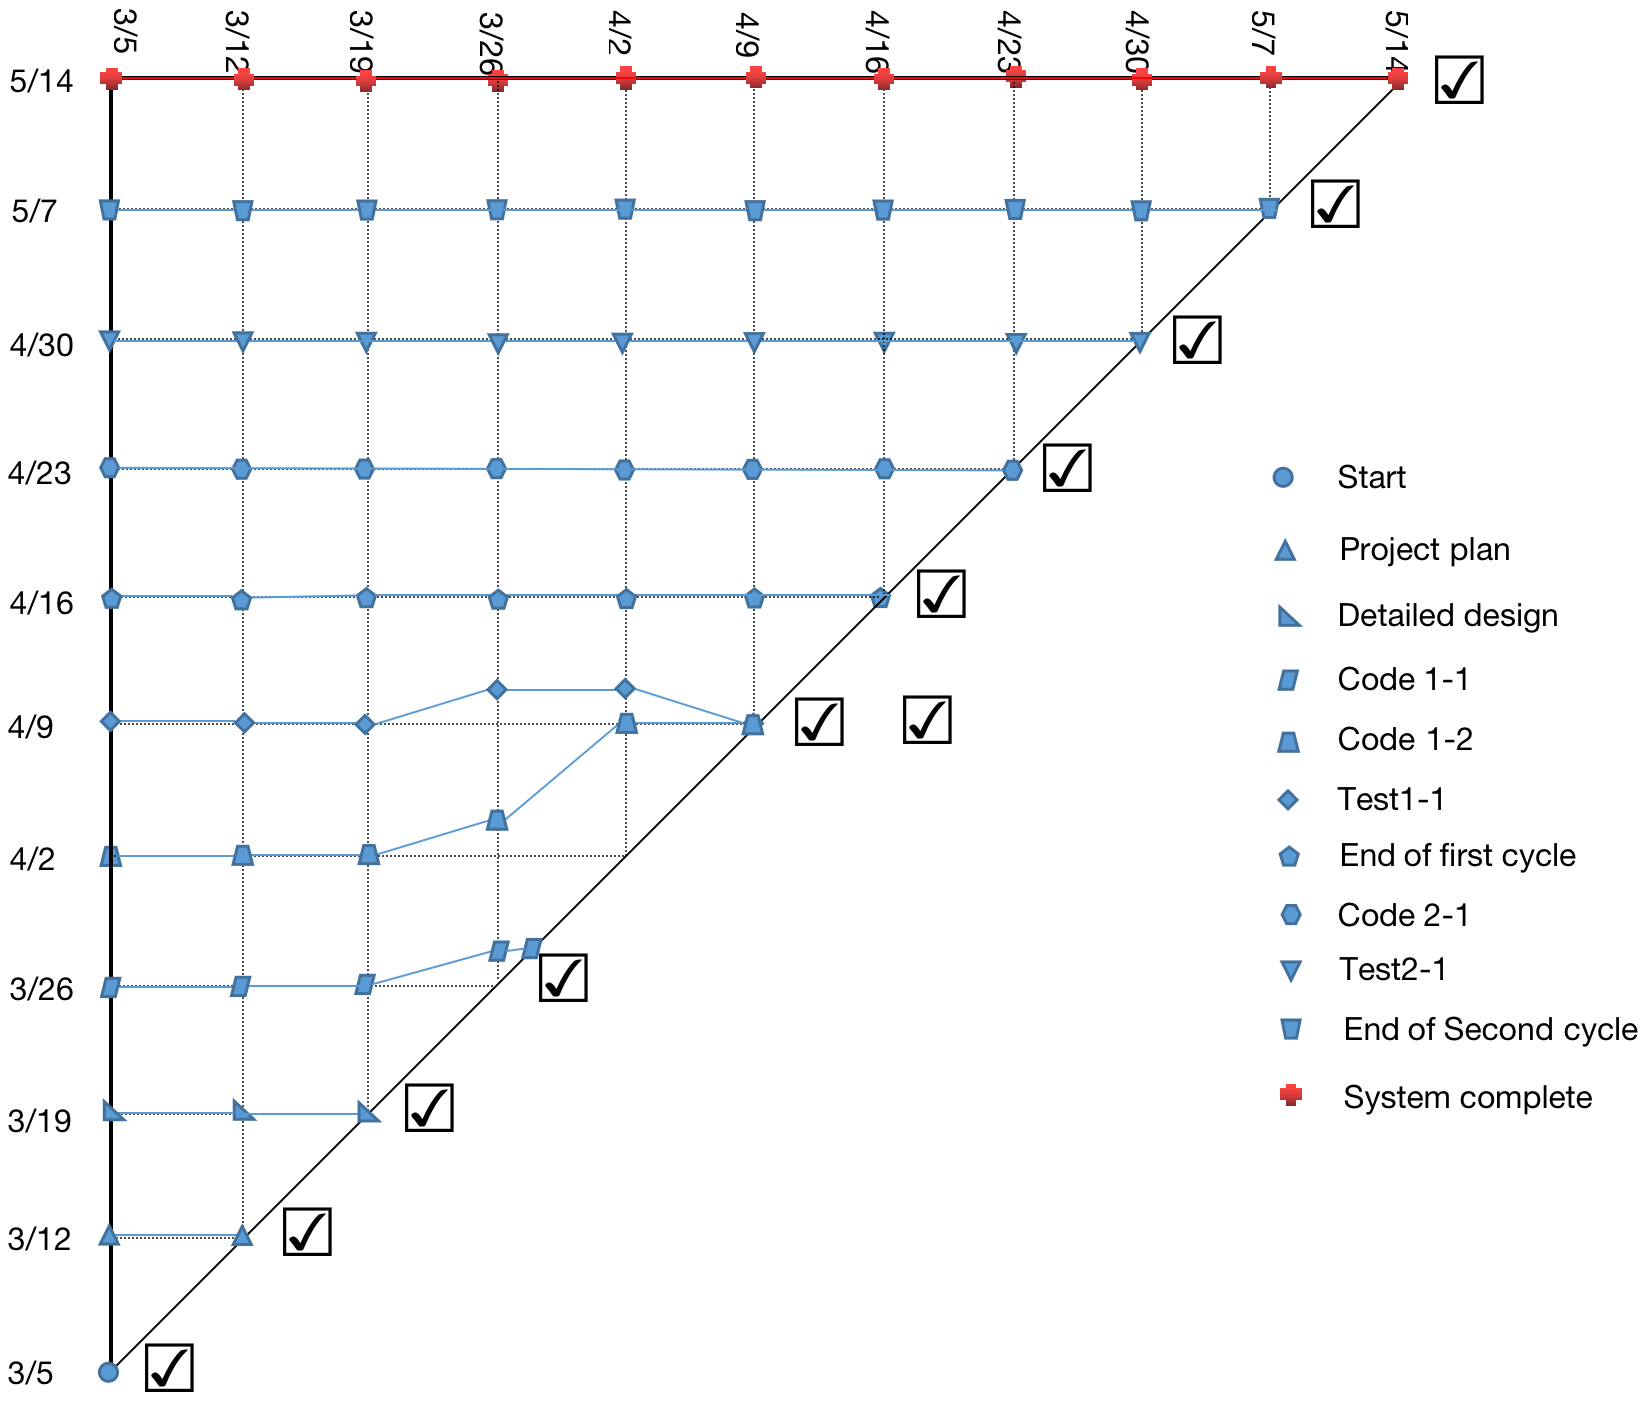 3/5
3/12
3/19
3/26
4/2
4/9
4/16
4/23
4/30
5/7
5/14
5/14
5/7
4/30
4/23
4/16
4/9
4/2
3/26
3/19
3/12
3/5
Start
Project plan
Detailed design
Code 1-1
Code 1-2
Test1-1
End of first cycle
Code 2-1
Test2-1
End of Second cycle
System complete